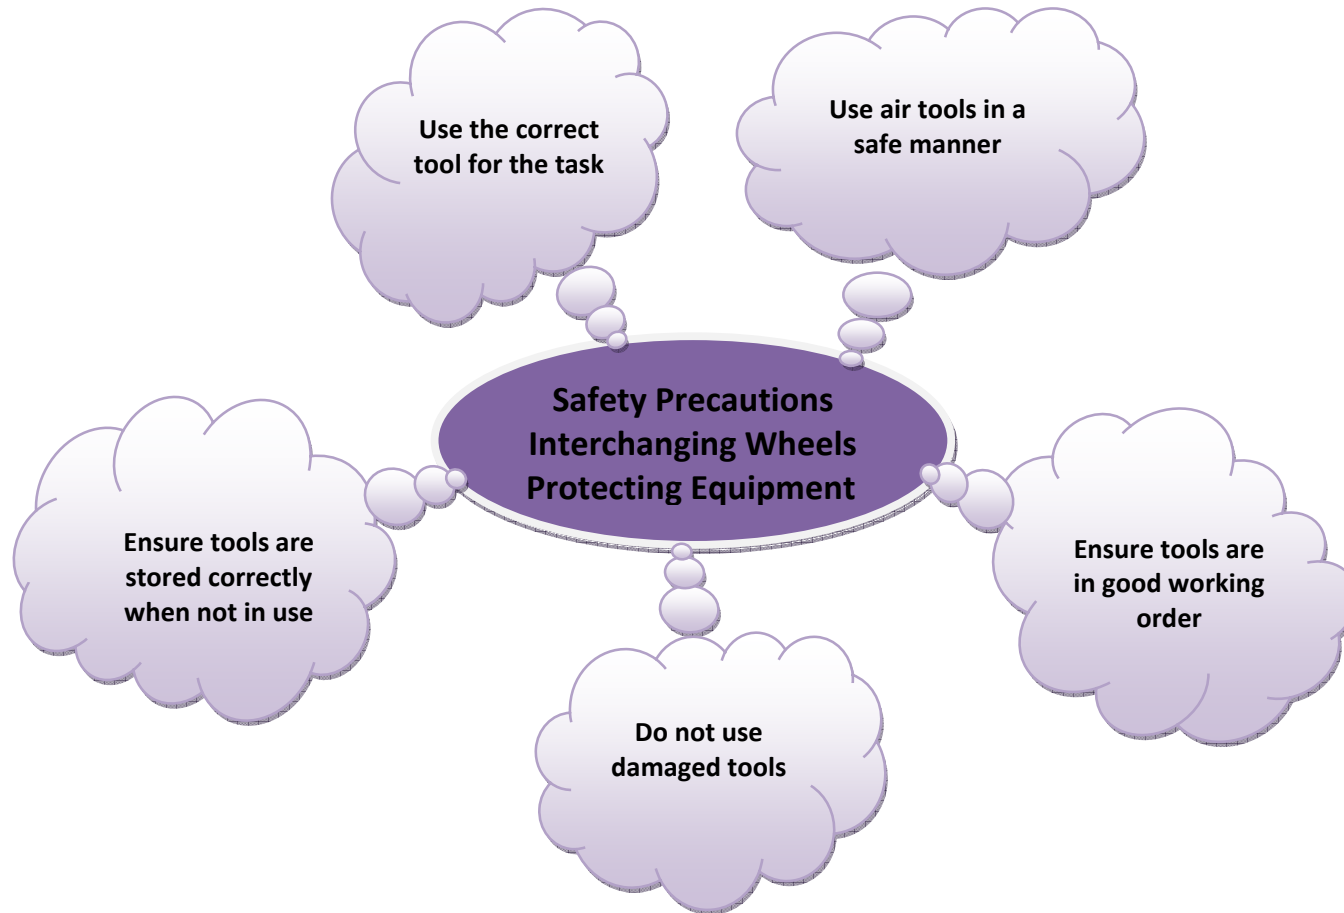 Use the correct
tool for the task
Use air tools in a
safe manner
Safety Precautions
Interchanging Wheels
Protecting Equipment
Ensure tools are
stored correctly
when not in use
Ensure tools are
in good working
order
Do not use
damaged tools